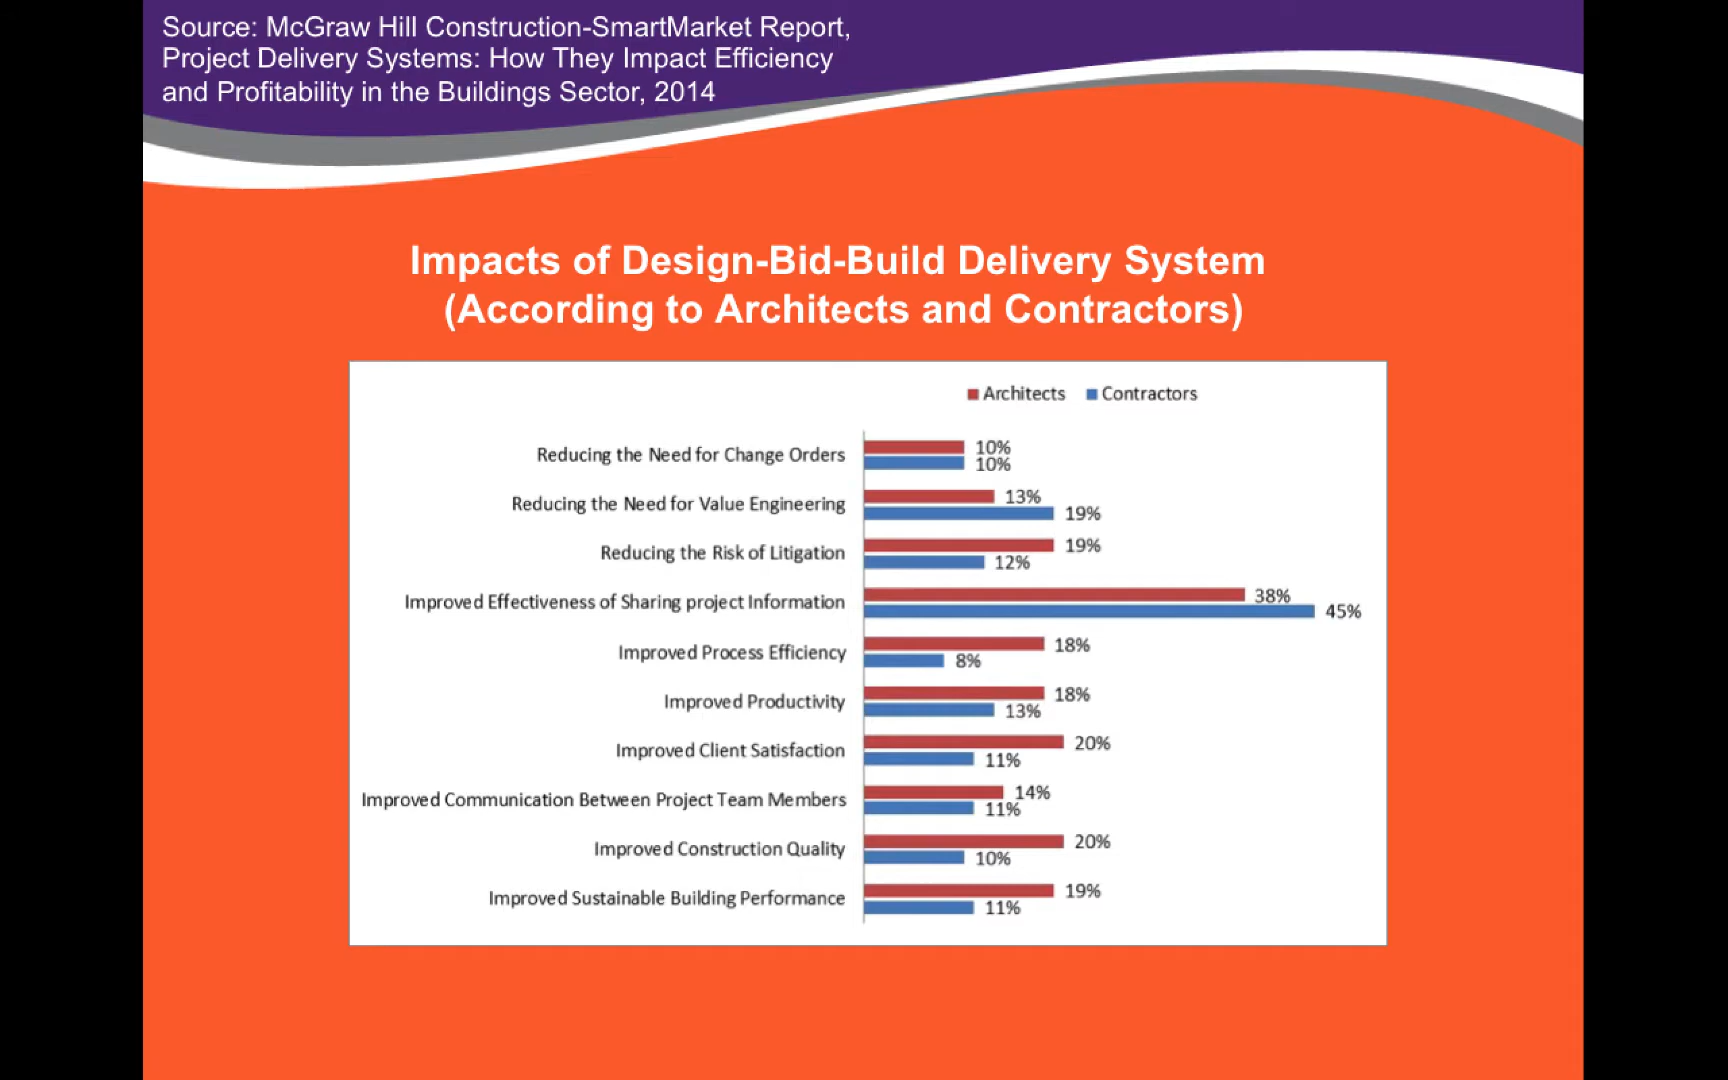 Source: McGraw Hill Construction-SmartMarket Report,
Project Delivery Systems: How They Impact Efficiency
and Profitability in the Buildings Sector, 2014
Impacts of Design-Bid-Build Delivery System
(According to Architects and Contractors)
Architects Contractors
Reducing the Need for Change Orders 10%
10%
Reducing the Need for Value Engineering 13%
19%
Reducing the Risk of Litigation 19%
12%
Improved Effectiveness of Sharing project Information 38%
45%
Improved Process Efficiency 18%
8%
Improved Productivity 18%
13%
Improved Client Satisfaction 20%
11%
Improved Communication Between Project Team Members 14%
11%
Improved Construction Quality 20%
10%
Improved Sustainable Building Performance 19%
11%